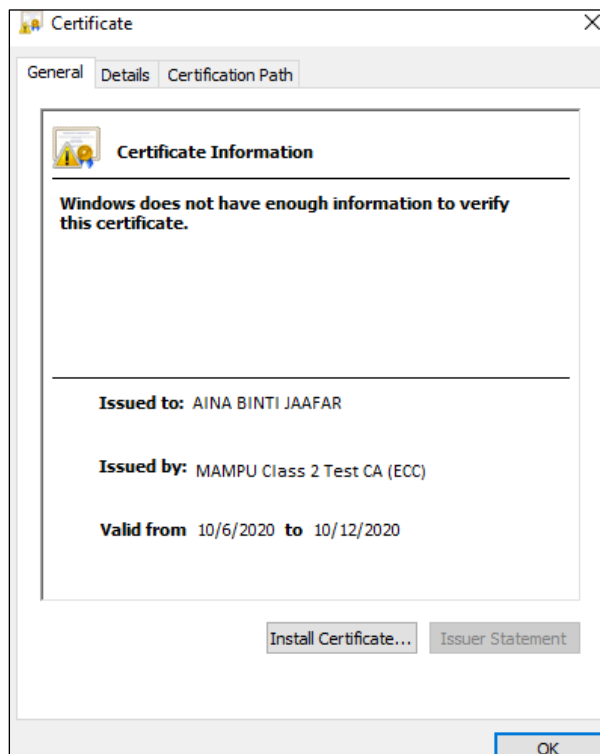 Certificate
General Details Certification Path
Certificate Information
Windows does not have enough information to verify
this certificate.
Issued to: AINA BINTI JAAFAR
Issued by: MAMPU Class 2 Test CA (ECC)
Valid from 10/6/2020 to 10/12/2020
Install Certificate... Issuer Statement
OK